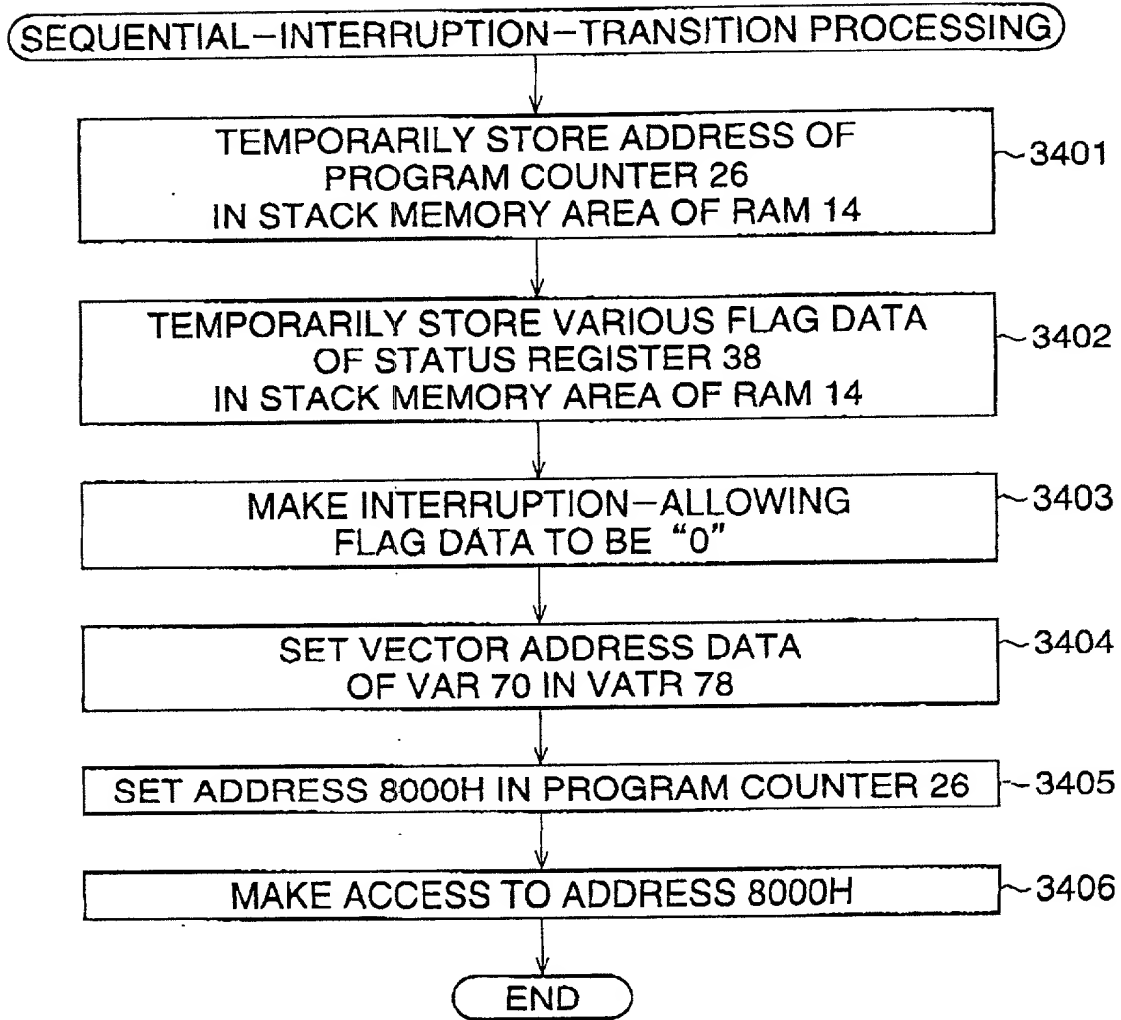 SEQUENTIAL-INTERRUPTION-TRANSITION PROCESSING
TEMPORARILY STORE ADDRESS OF
PROGRAM COUNTER 26
IN STACK MEMORY AREA OF RAM 14
3401
TEMPORARILY STORE VARIOUS FLAG DATA
OF STATUS REGISTER 38
IN STACK MEMORY AREA OF RAM 14
3402
MAKE INTERRUPTION-ALLOWING
FLAG DATA TO BE “0”
3403
SET VECTOR ADDRESS DATA
OF VAR 70 IN VATR 78
3404
SET ADDRESS 8000H IN PROGRAM COUNTER 26
3405
MAKE ACCESS TO ADDRESS 8000H
3406
END